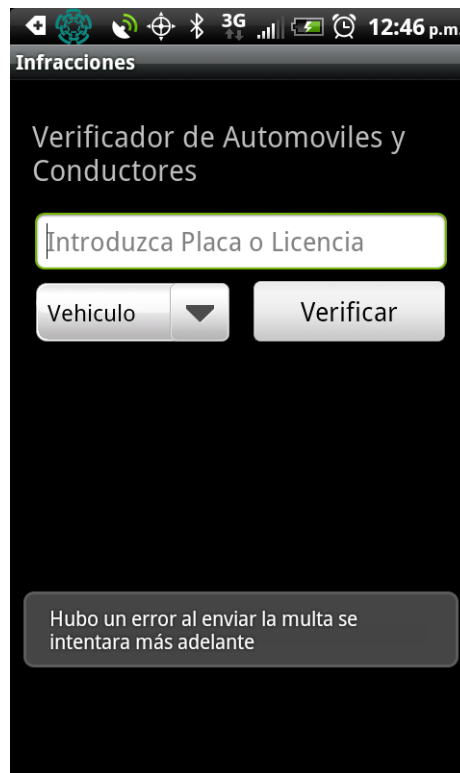 3G 12:46 p.m.
Infracciones
Verificador de Automoviles y
Conductores
Introduzca Placa o Licencia
Vehiculo Verificar
Hubo un error al enviar la multa se
intentara más adelante